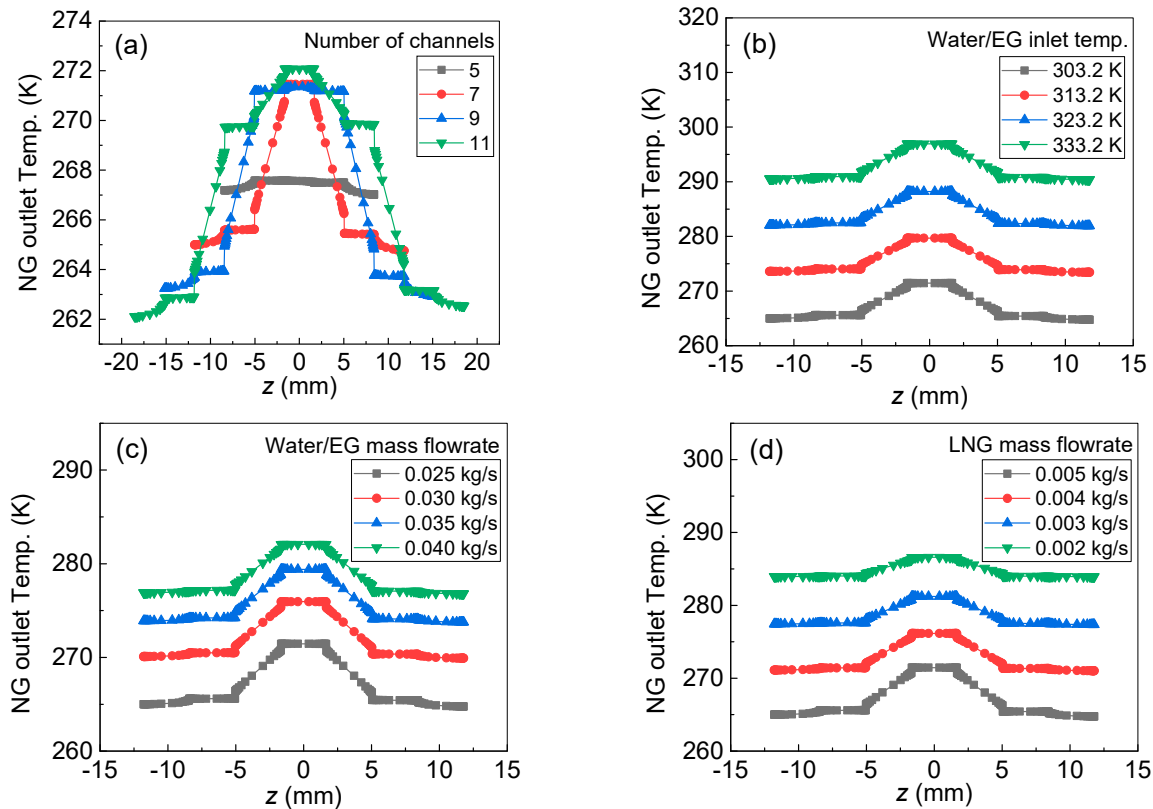 (a)
Number of channels
5
7
9
11
274
272
270
268
266
264
262
NG outlet Temp. (K)
-20 -15 -10 -5 0 5 10 15 20
z (mm)
(b)
Water/EG inlet temp.
303.2 K
313.2 K
323.2 K
333.2 K
320
310
300
290
280
270
260
NG outlet Temp. (K)
-15 -10 -5 0 5 10 15
z (mm)
(c)
Water/EG mass flowrate
0.025 kg/s
0.030 kg/s
0.035 kg/s
0.040 kg/s
290
280
270
260
NG outlet Temp. (K)
-15 -10 -5 0 5 10 15
z (mm)
(d)
LNG mass flowrate
0.005 kg/s
0.004 kg/s
0.003 kg/s
0.002 kg/s
300
290
280
270
260
NG outlet Temp. (K)
-15 -10 -5 0 5 10 15
z (mm)